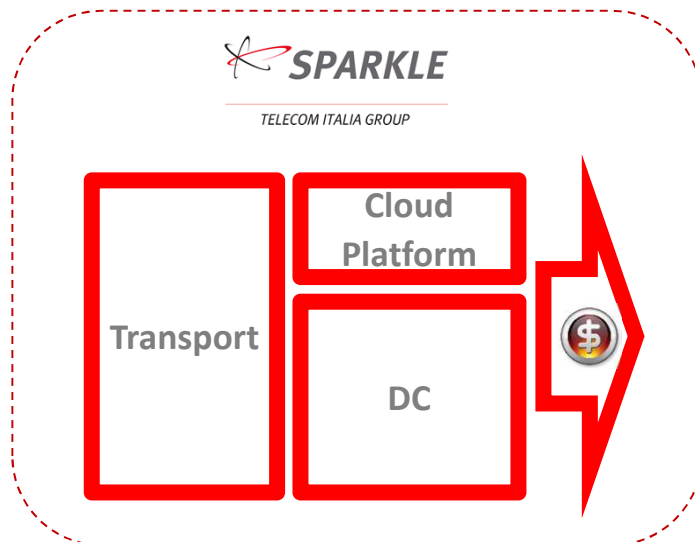 SPARKLE
TELECOM ITALIA GROUP
Cloud
Platform
Transport
DC
$